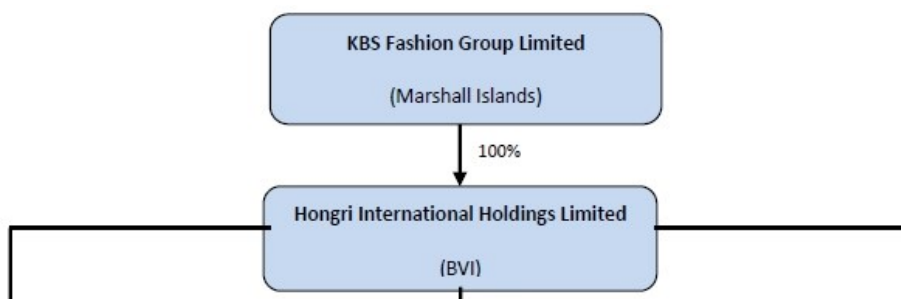 KBS Fashion Group Limited
(Marshall Islands)
100%
Hongri International Holdings Limited
(BVI)